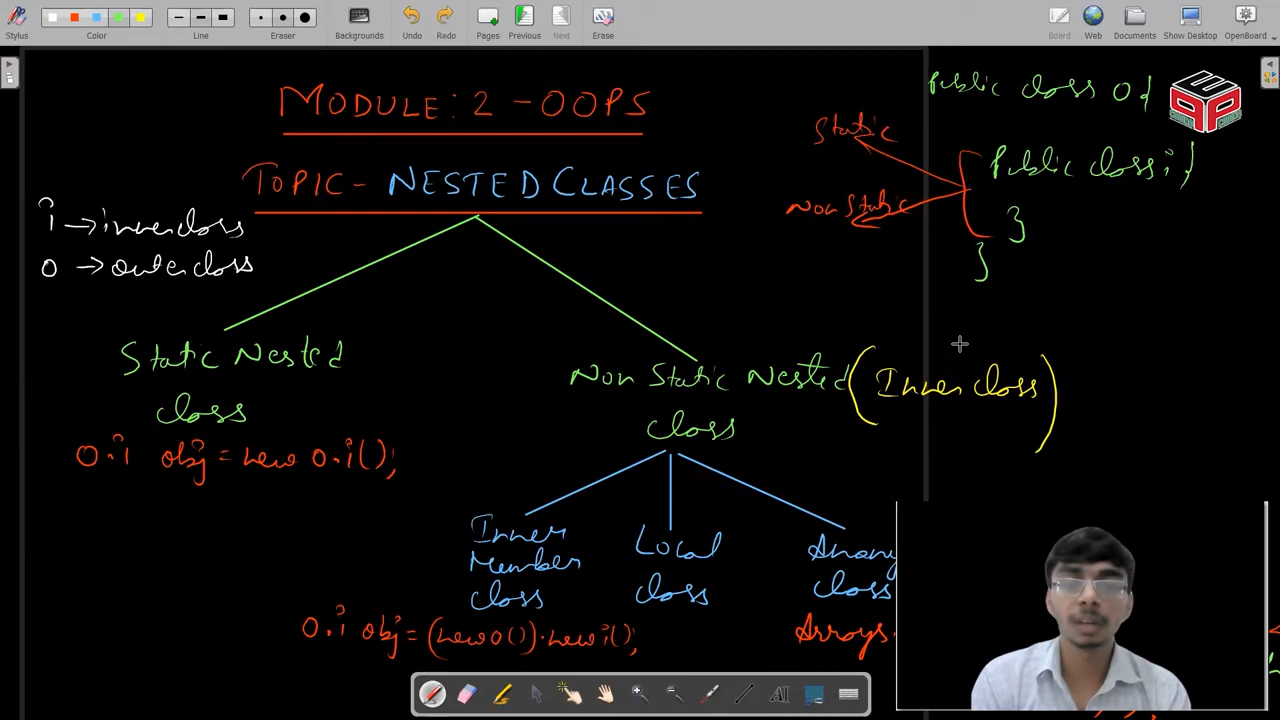 Stylus Color Line Eraser Backgrounds Undo Redo Pages Previous Next Erase Board Web Documents Show Desktop OpenBoard
MODULE: 2 - OOPS
TOPIC - NESTED CLASSES
i → inner class
o → outer class
Static Nested
class
O.i obj = new O.i();
Non Static Nested (Inner class)
class
Inner
Member
class
O.i obj = (new O()).new i();
Local
class
Anony
class
Arrays.
Public class O{
Static
Public class i{
Non Static
}
}